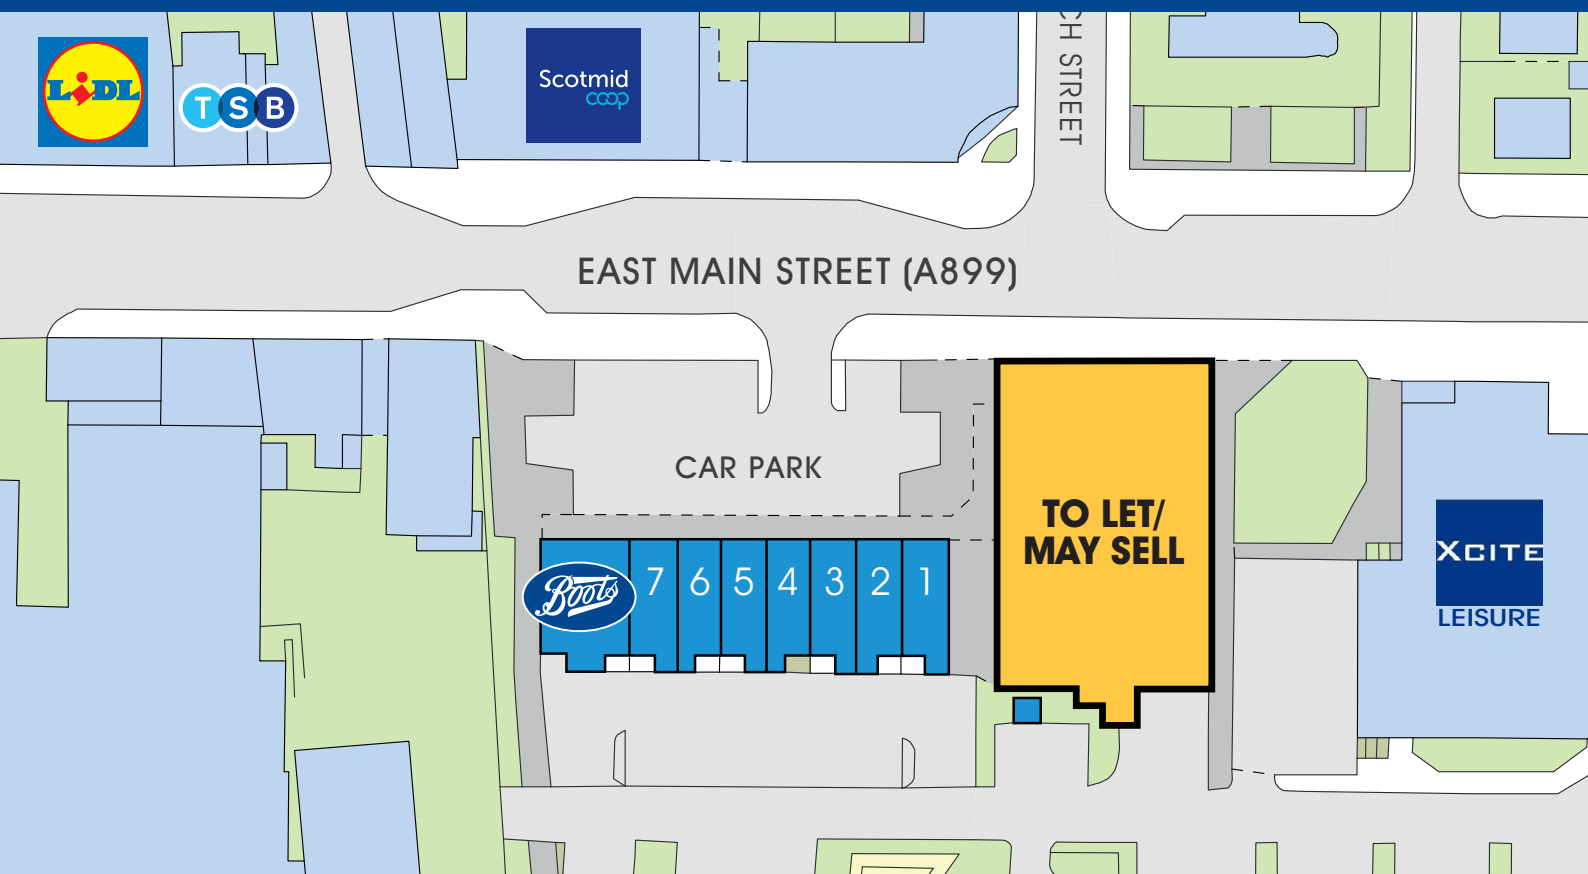 LIDL
TSB
Scotmid
coop
CH STREET
EAST MAIN STREET (A899)
CAR PARK
TO LET/
MAY SELL
Boots
7 6 5 4 3 2 1
XCITE
LEISURE